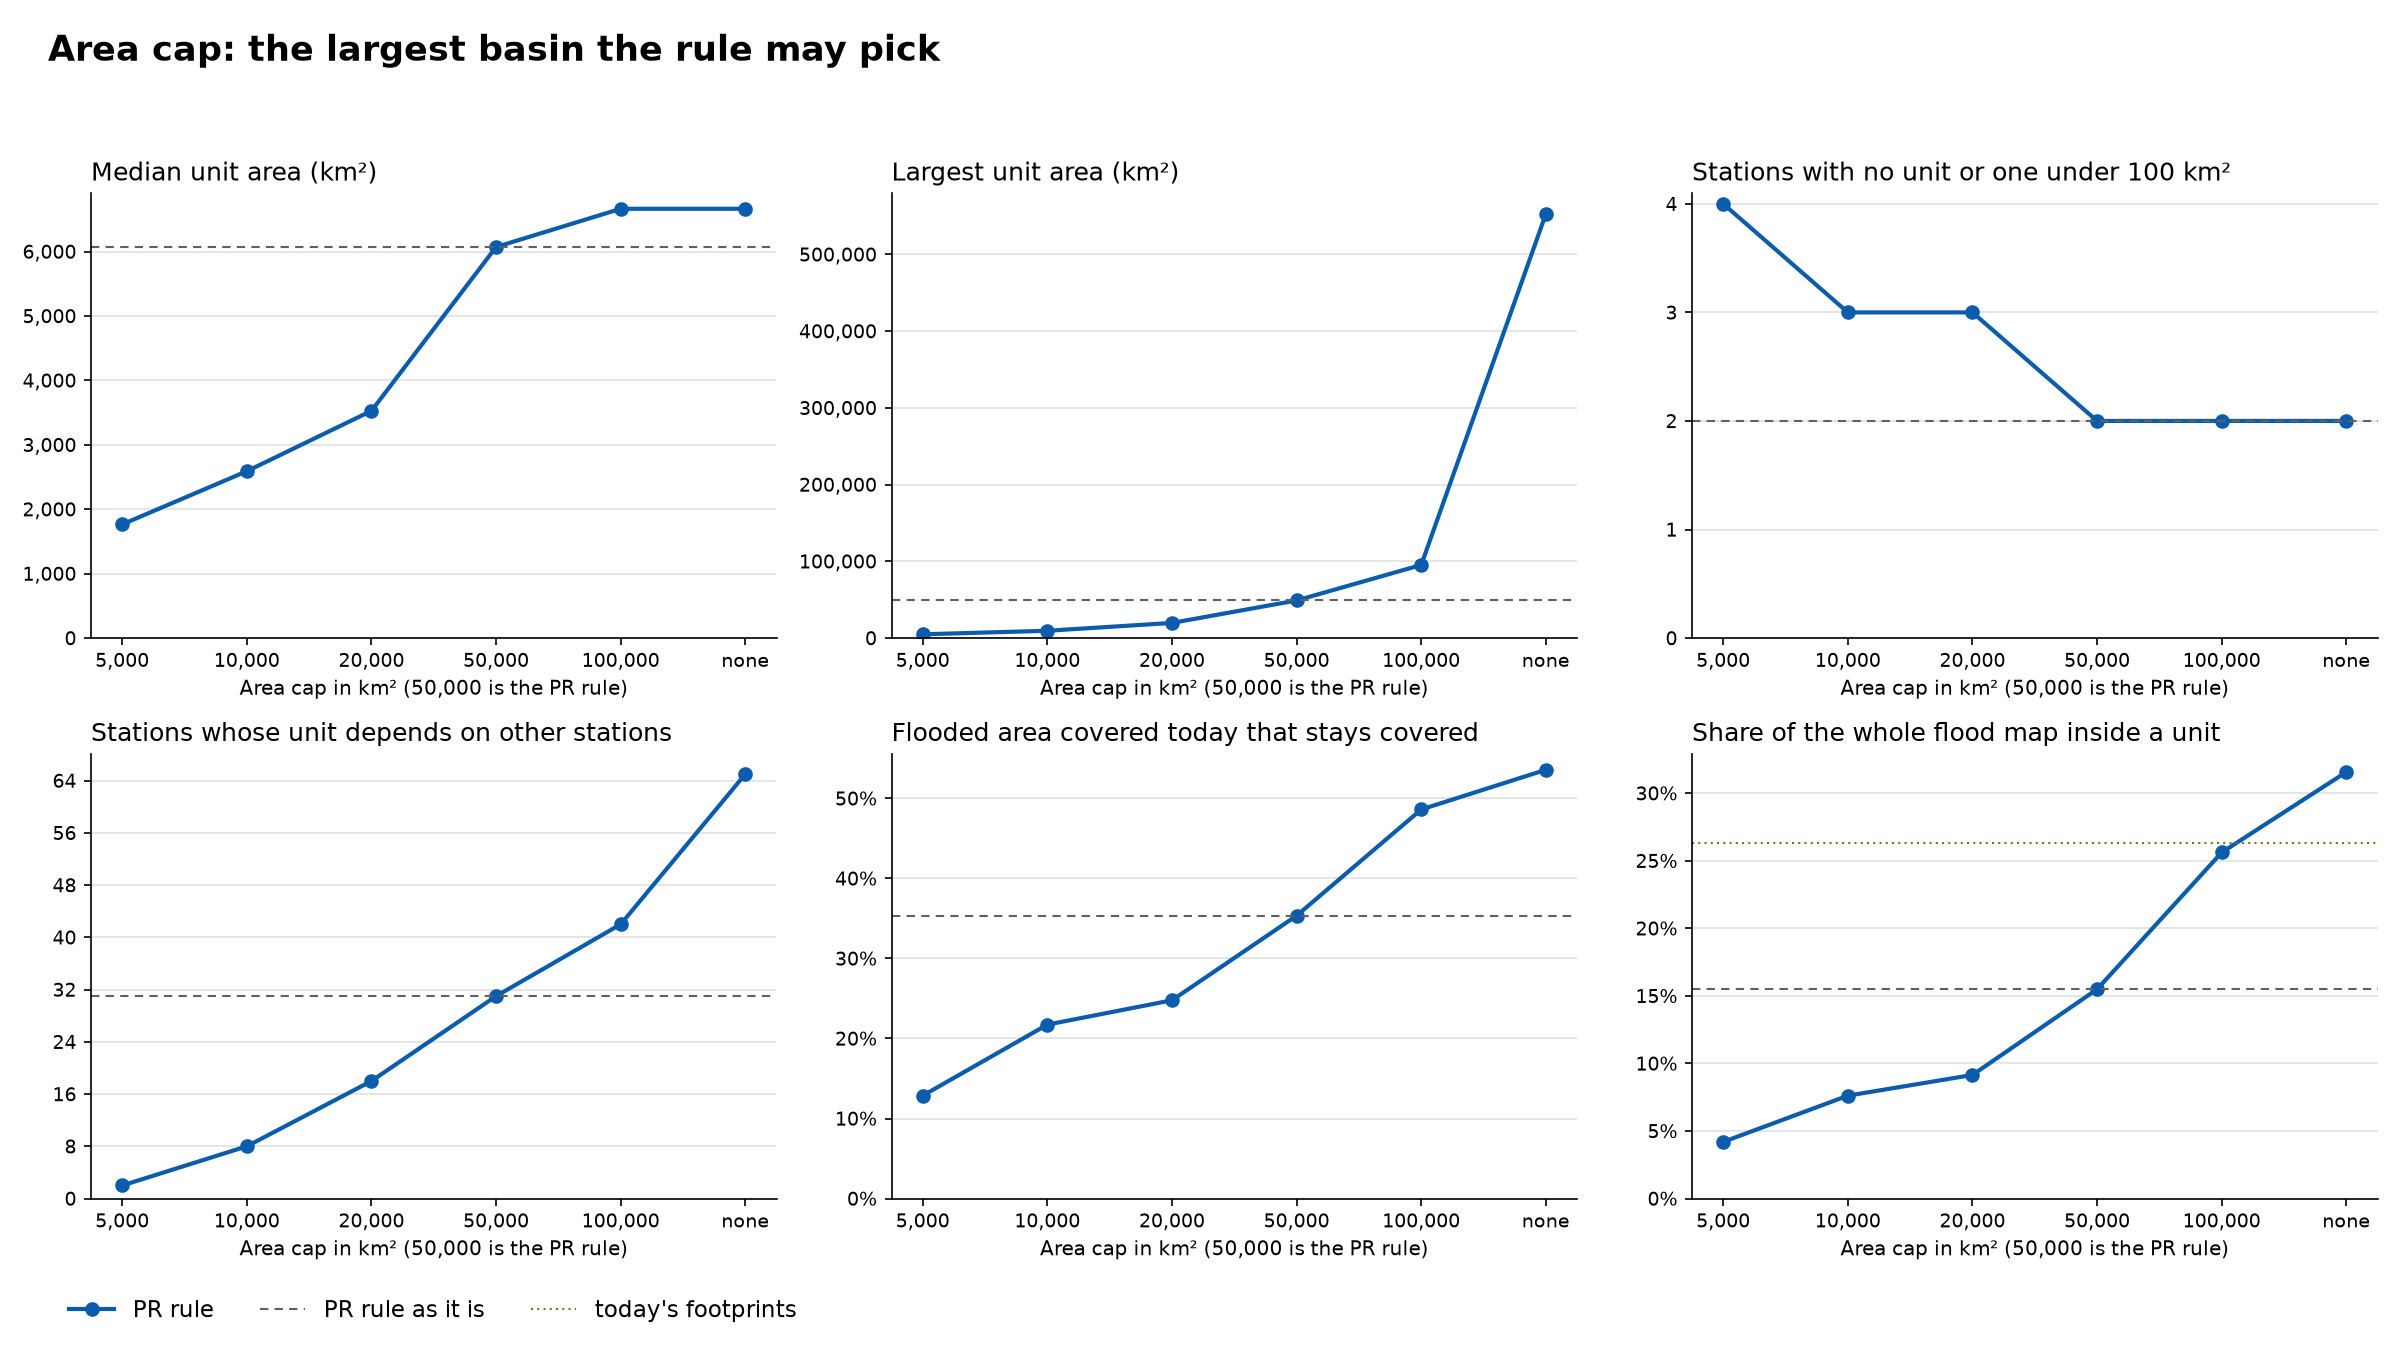 Area cap: the largest basin the rule may pick
Median unit area (km²)
6,000
5,000
4,000
3,000
2,000
1,000
0
5,000 10,000 20,000 50,000 100,000 none
Area cap in km² (50,000 is the PR rule)
Largest unit area (km²)
500,000
400,000
300,000
200,000
100,000
0
5,000 10,000 20,000 50,000 100,000 none
Area cap in km² (50,000 is the PR rule)
Stations with no unit or one under 100 km²
4
3
2
1
0
5,000 10,000 20,000 50,000 100,000 none
Area cap in km² (50,000 is the PR rule)
Stations whose unit depends on other stations
64
56
48
40
32
24
16
8
0
5,000 10,000 20,000 50,000 100,000 none
Area cap in km² (50,000 is the PR rule)
Flooded area covered today that stays covered
50%
40%
30%
20%
10%
0%
5,000 10,000 20,000 50,000 100,000 none
Area cap in km² (50,000 is the PR rule)
Share of the whole flood map inside a unit
30%
25%
20%
15%
10%
5%
0%
5,000 10,000 20,000 50,000 100,000 none
Area cap in km² (50,000 is the PR rule)
PR rule PR rule as it is today's footprints